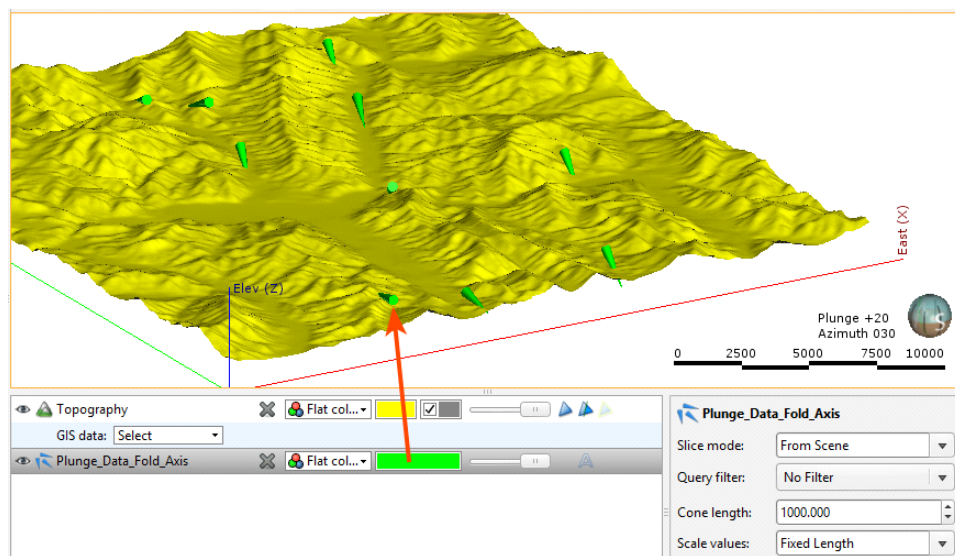 East (X)
Elev (Z)
Plunge +20
Azimuth 030
0 2500 5000 7500 10000
Topography Flat col...
GIS data: Select
Plunge_Data_Fold_Axis Flat col...
Plunge_Data_Fold_Axis
Slice mode: From Scene
Query filter: No Filter
Cone length: 1000.000
Scale values: Fixed Length